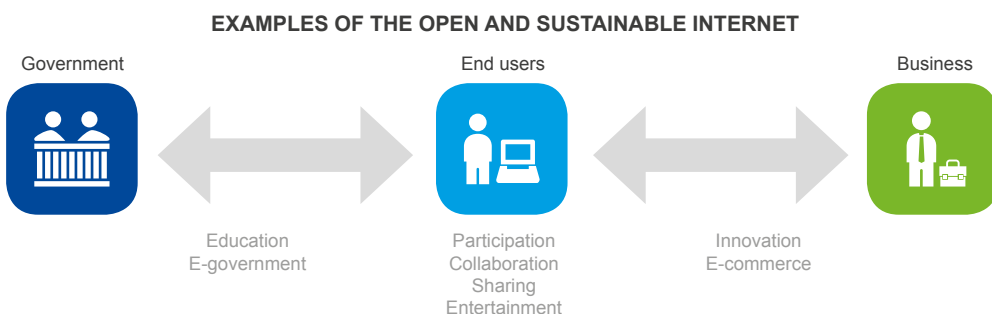 EXAMPLES OF THE OPEN AND SUSTAINABLE INTERNET
Government
End users
Business
Education
E-government
Participation
Collaboration
Sharing
Entertainment
Innovation
E-commerce